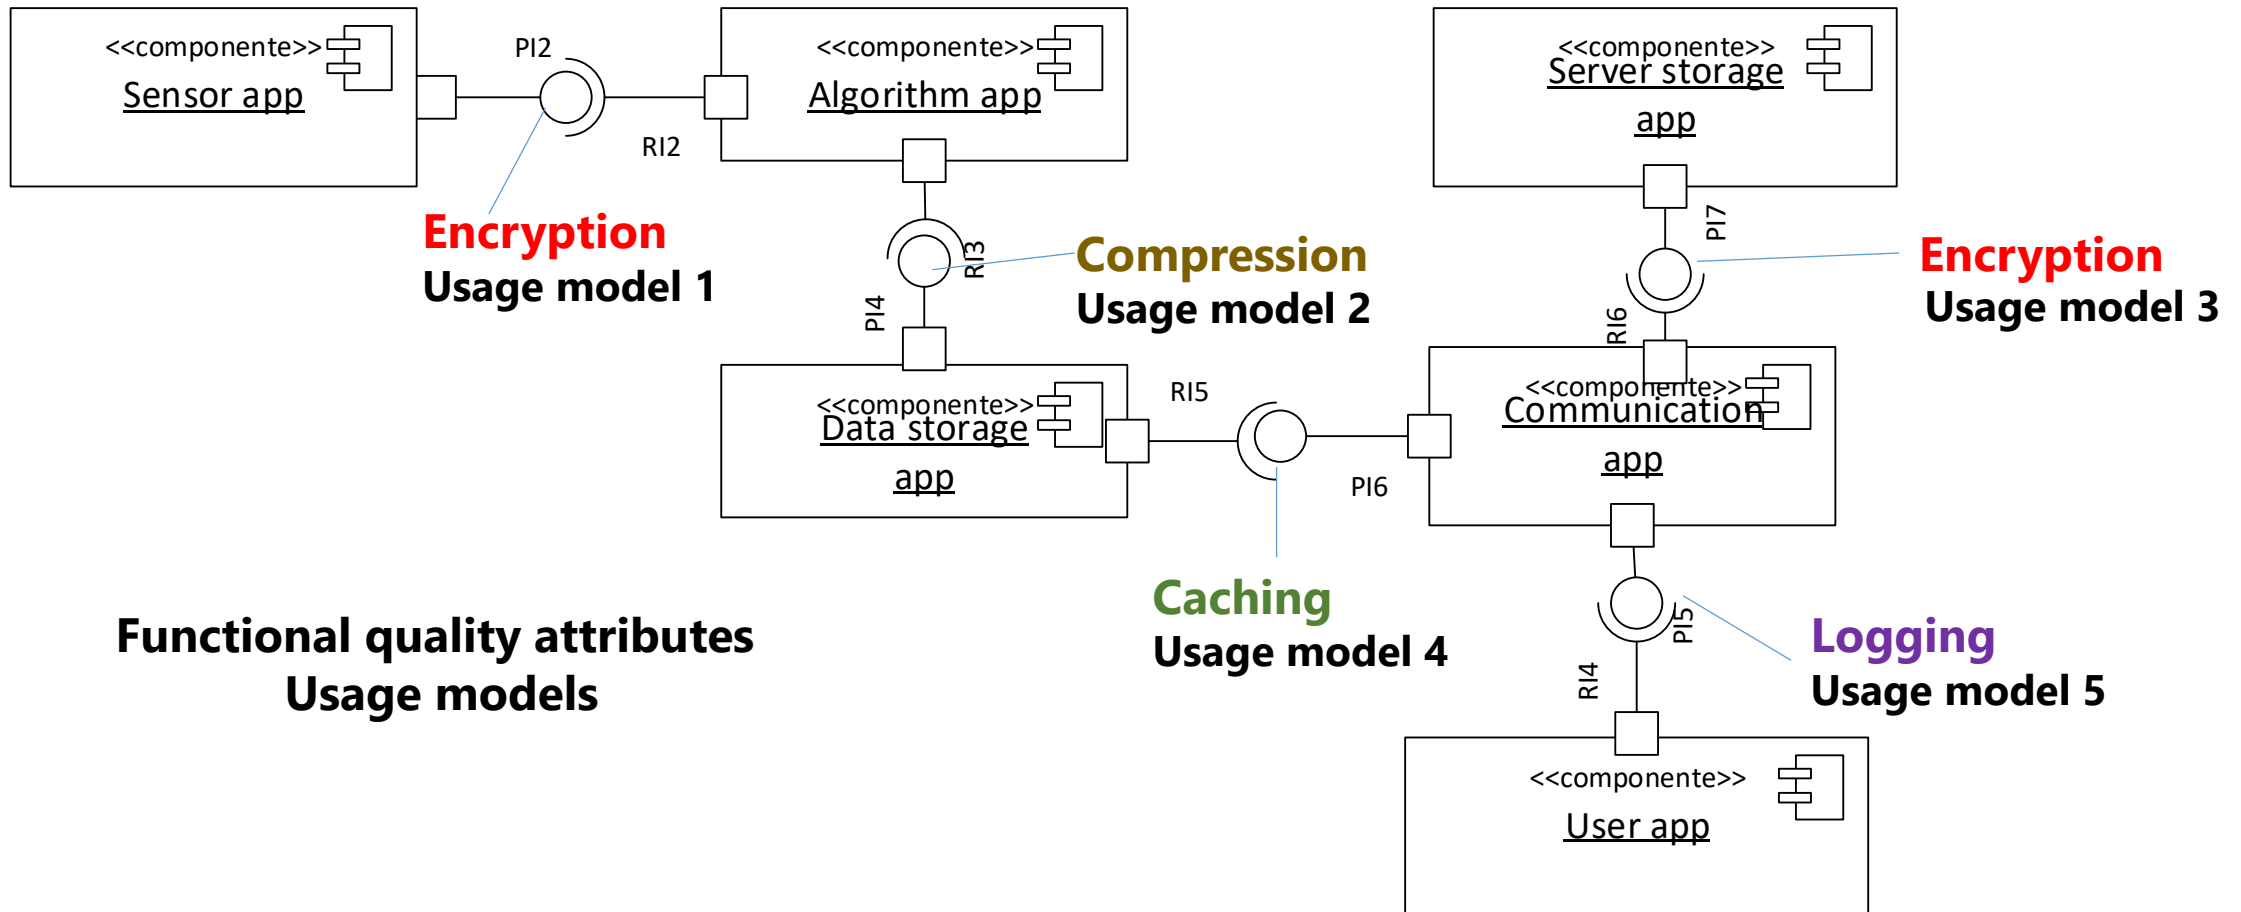 <<componente>>
Sensor app
PI2
RI2
<<componente>>
Algorithm app
<<componente>>
Server storage
app
Encryption
Usage model 1
RI3
PI4
Compression
Usage model 2
PI7
RI6
Encryption
Usage model 3
<<componente>>
Data storage
app
RI5
PI6
<<componente>>
Communication
app
Caching
Usage model 4
PI5
RI4
Logging
Usage model 5
Functional quality attributes
Usage models
<<componente>>
User app